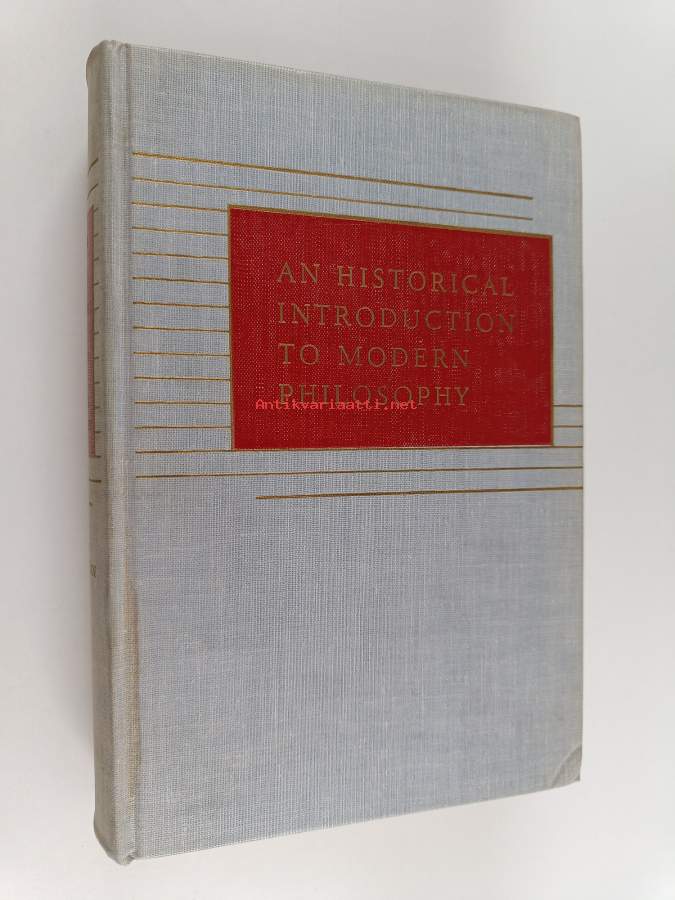 AN HISTORICAL
INTRODUCTION
TO MODERN
PHILOSOPHY
Antikvariaatti.net